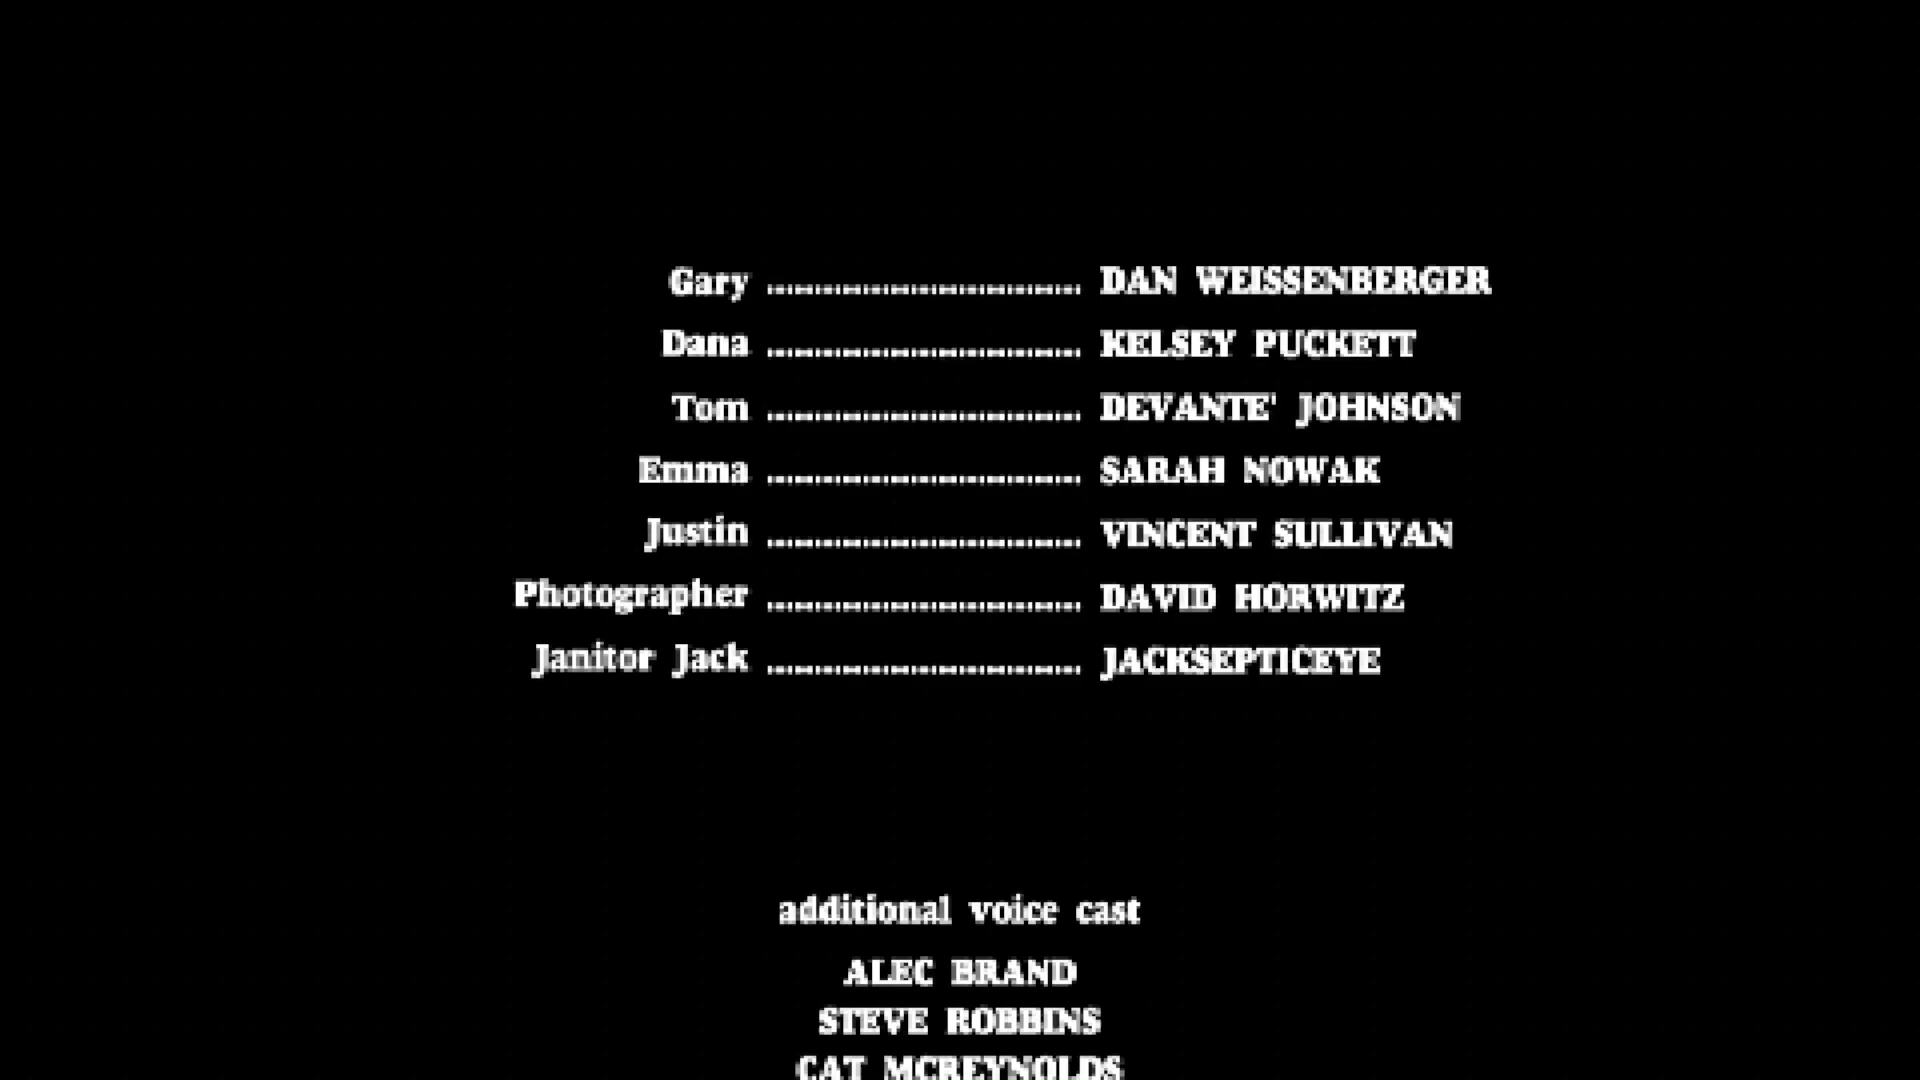 Gary ................................. DAN WEISSENBERGER
Dana ................................. KELSEY PUCKETT
Tom ................................. DEVANTE' JOHNSON
Emma ................................. SARAH NOWAK
Justin ................................. VINCENT SULLIVAN
Photographer ................................. DAVID HORWITZ
Janitor Jack ................................. JACKSEPTICEYE
additional voice cast
ALEC BRAND
STEVE ROBBINS
CAT MCREYNOLDS